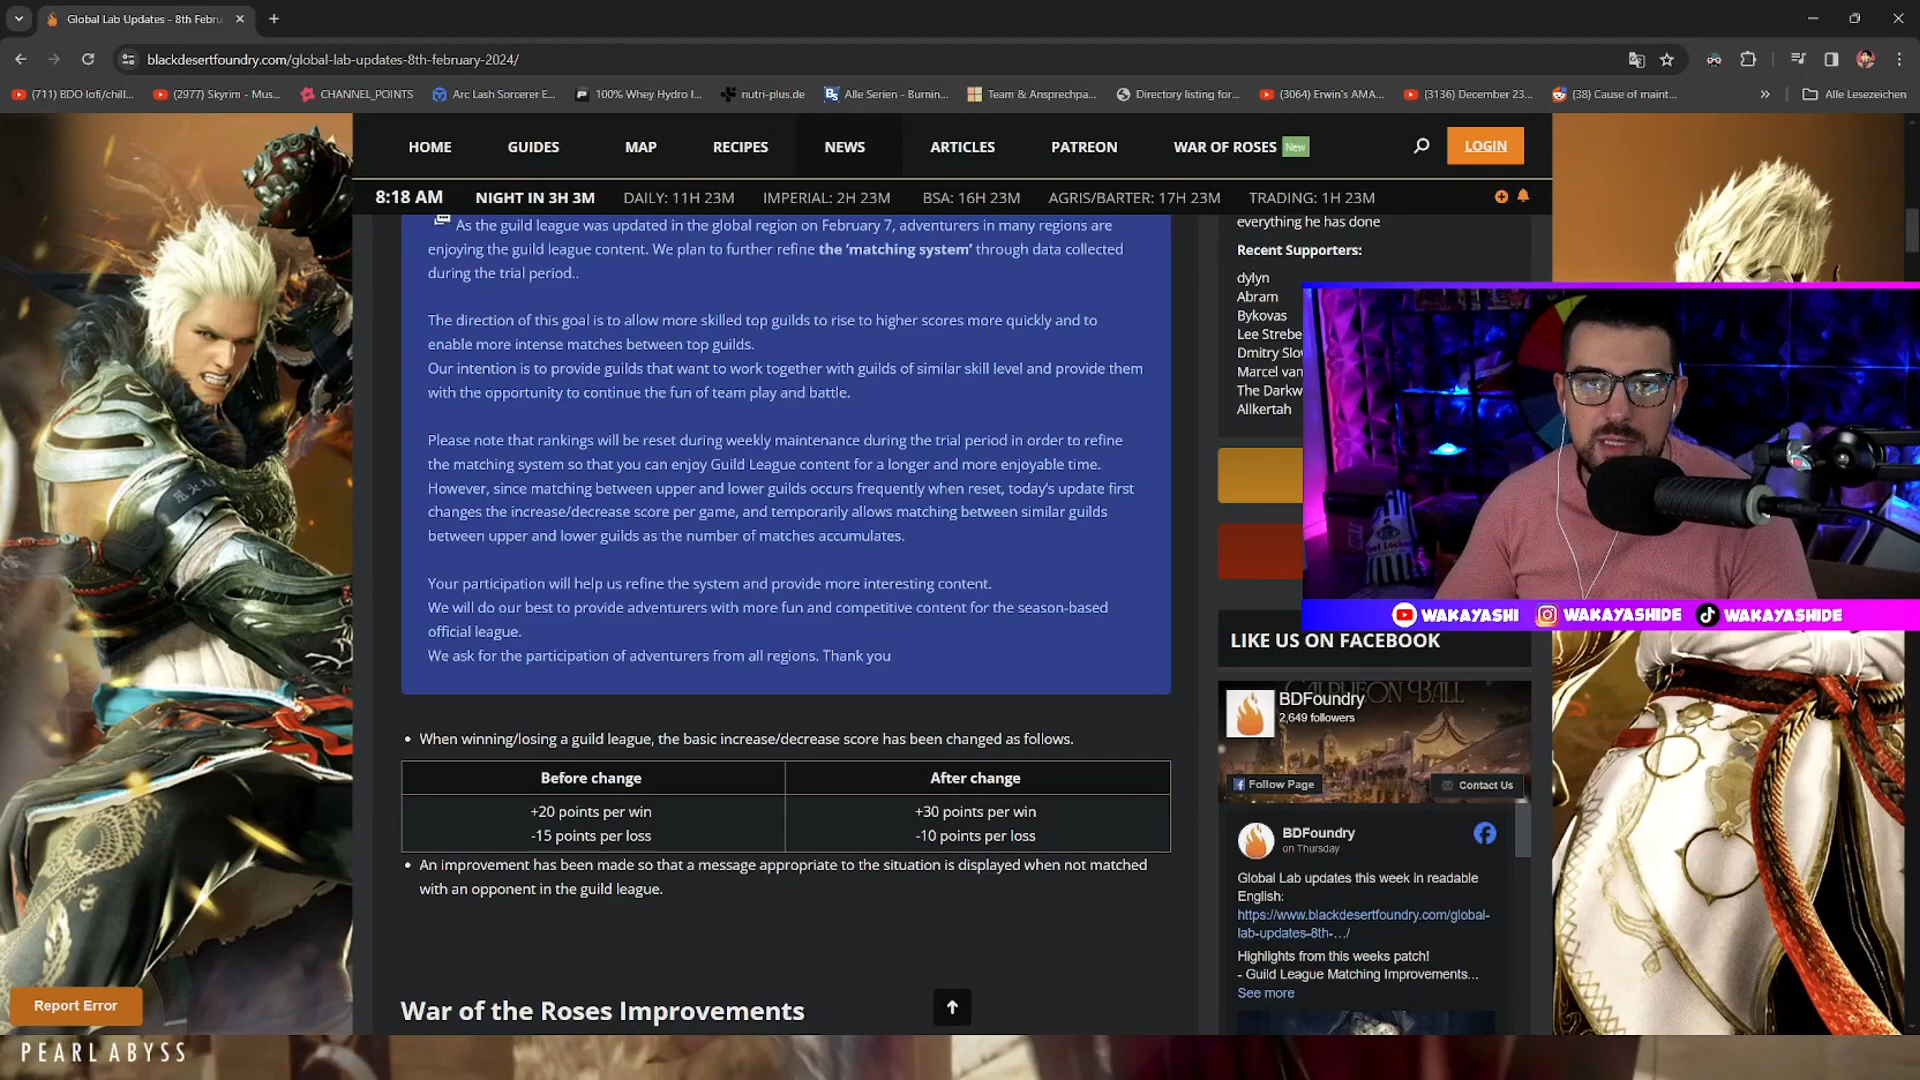 Global Lab Updates - 8th Febru
blackdesertfoundry.com/global-lab-updates-8th-february-2024/
(711) BDO lofi/chill...
(2977) Skyrim - Mus...
CHANNEL_POINTS
Arc Lash Sorcerer E...
100% Whey Hydro I...
nutri-plus.de
Alle Serien - Burnin...
Team & Ansprechpa...
Directory listing for...
(3064) Erwin's AMA...
(3136) December 23...
(38) Cause of maint...
Alle Lesezeichen
HOME
GUIDES
MAP
RECIPES
NEWS
ARTICLES
PATREON
WAR OF ROSES New
LOGIN
8:18 AM
NIGHT IN 3H 3M
DAILY: 11H 23M
IMPERIAL: 2H 23M
BSA: 16H 23M
AGRIS/BARTER: 17H 23M
TRADING: 1H 23M
As the guild league was updated in the global region on February 7, adventurers in many regions are
enjoying the guild league content. We plan to further refine the 'matching system' through data collected
during the trial period..
The direction of this goal is to allow more skilled top guilds to rise to higher scores more quickly and to
enable more intense matches between top guilds.
Our intention is to provide guilds that want to work together with guilds of similar skill level and provide them
with the opportunity to continue the fun of team play and battle.
Please note that rankings will be reset during weekly maintenance during the trial period in order to refine
the matching system so that you can enjoy Guild League content for a longer and more enjoyable time.
However, since matching between upper and lower guilds occurs frequently when reset, today's update first
changes the increase/decrease score per game, and temporarily allows matching between similar guilds
between upper and lower guilds as the number of matches accumulates.
Your participation will help us refine the system and provide more interesting content.
We will do our best to provide adventurers with more fun and competitive content for the season-based
official league.
We ask for the participation of adventurers from all regions. Thank you
• When winning/losing a guild league, the basic increase/decrease score has been changed as follows.
Before change
After change
+20 points per win
-15 points per loss
+30 points per win
-10 points per loss
• An improvement has been made so that a message appropriate to the situation is displayed when not matched
with an opponent in the guild league.
War of the Roses Improvements
everything he has done
Recent Supporters:
dylyn
Abram
Bykovas
Lee Strebe
Dmitry Slo
Marcel van
The Darkw
Allkertah
WAKAYASHI
WAKAYASHIDE
WAKAYASHIDE
LIKE US ON FACEBOOK
CALPHEON BALL
BDFoundry
2,649 followers
Follow Page
Contact Us
BDFoundry
on Thursday
Global Lab updates this week in readable
English:
https://www.blackdesertfoundry.com/global-
lab-updates-8th-…/
Highlights from this weeks patch!
- Guild League Matching Improvements...
See more
Report Error
PEARL ABYSS